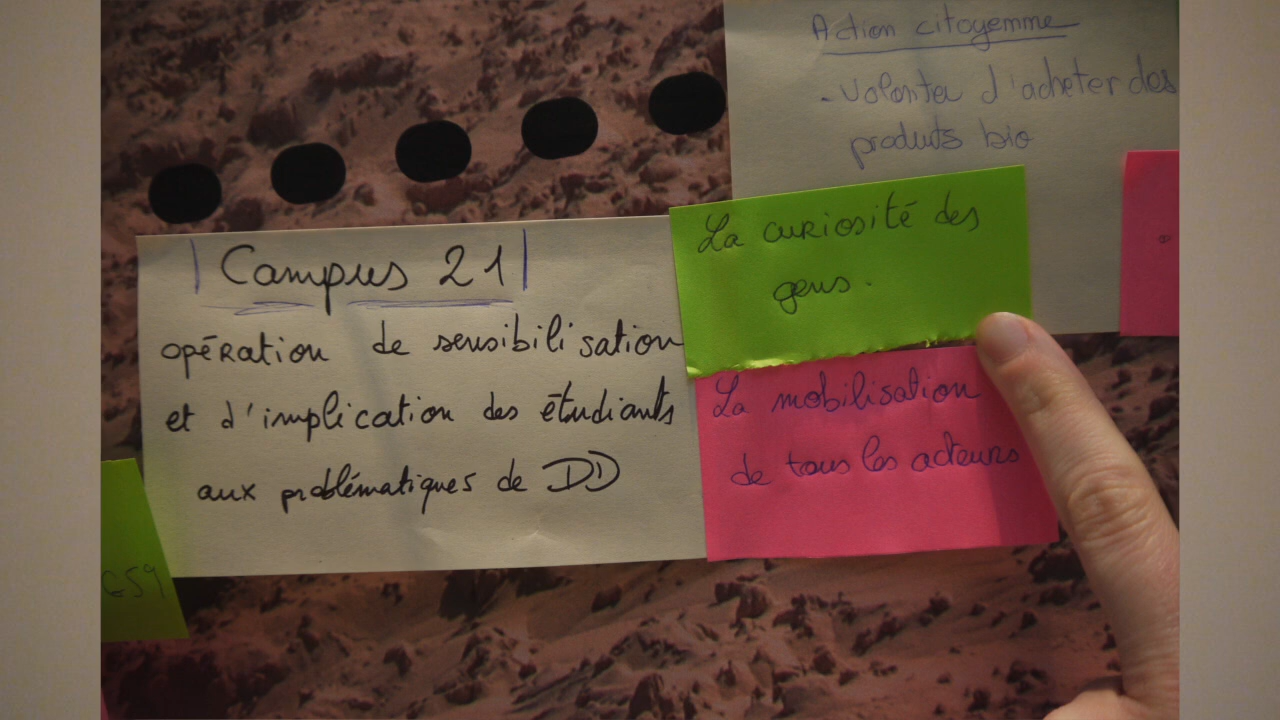 Action citoyenne
- Volonter d'acheter des
produits bio
La curiosité des
gens.
| Campus 21 |
opération de sensibilisation
et d'implication des étudiants
aux problématiques de DD
La mobilisation
de tous les acteurs